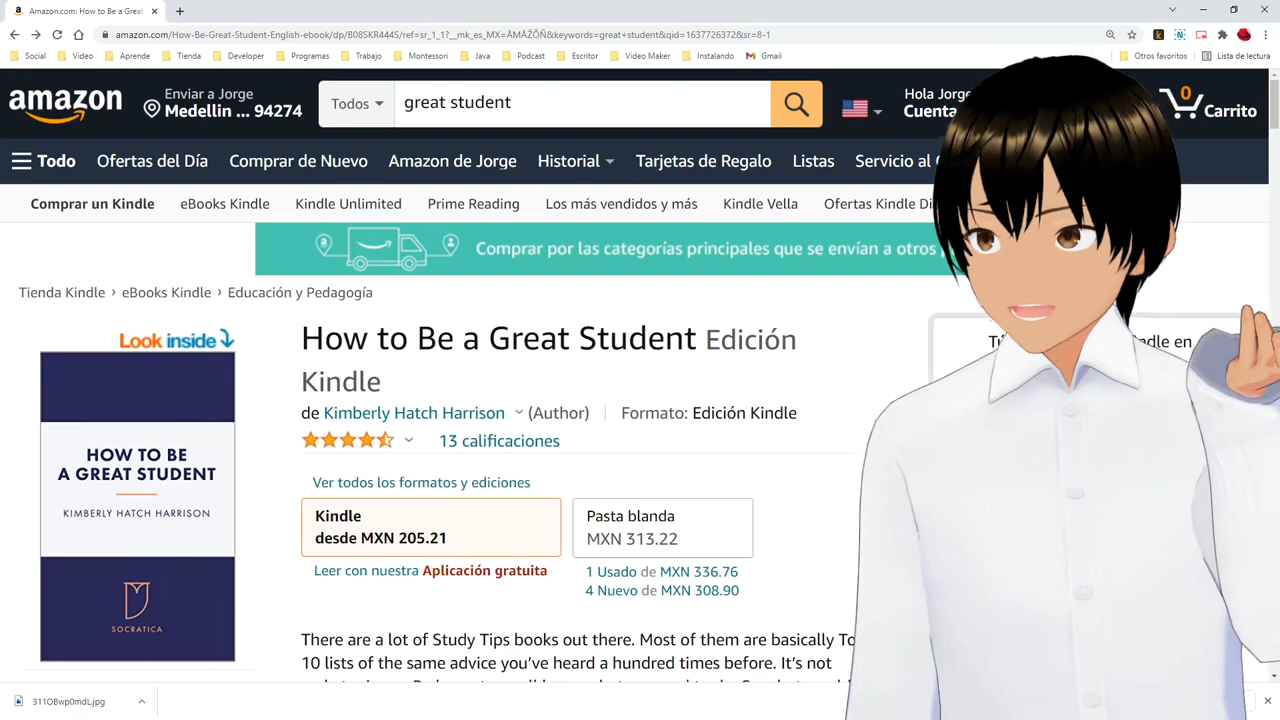 Amazon.com: How to Be a Great
amazon.com/How-Be-Great-Student-English-ebook/dp/B08SKR444S/ref=sr_1_1?__mk_es_MX=ÅMÅŽÕÑ&keywords=great+student&qid=1637726372&sr=8-1
Social Video Aprende Tienda Developer Programas Trabajo Montessori Java Podcast Escritor Video Maker Instalando Gmail Otros favoritos Lista de lectura
amazon
Enviar a Jorge
Medellin ... 94274
Todos
great student
Hola Jorge
Cuenta
0
Carrito
Todo Ofertas del Día Comprar de Nuevo Amazon de Jorge Historial Tarjetas de Regalo Listas Servicio al
Comprar un Kindle eBooks Kindle Kindle Unlimited Prime Reading Los más vendidos y más Kindle Vella Ofertas Kindle
Comprar por las categorías principales que se envían a otros
Tienda Kindle › eBooks Kindle › Educación y Pedagogía
Look inside
HOW TO BE
A GREAT STUDENT
KIMBERLY HATCH HARRISON
SOCRATICA
How to Be a Great Student Edición
Kindle
de Kimberly Hatch Harrison (Author) Formato: Edición Kindle
13 calificaciones
Ver todos los formatos y ediciones
Kindle
desde MXN 205.21
Leer con nuestra Aplicación gratuita
Pasta blanda
MXN 313.22
1 Usado de MXN 336.76
4 Nuevo de MXN 308.90
There are a lot of Study Tips books out there. Most of them are basically
10 lists of the same advice you've heard a hundred times before. It's not
311OBwp0mdL.jpg